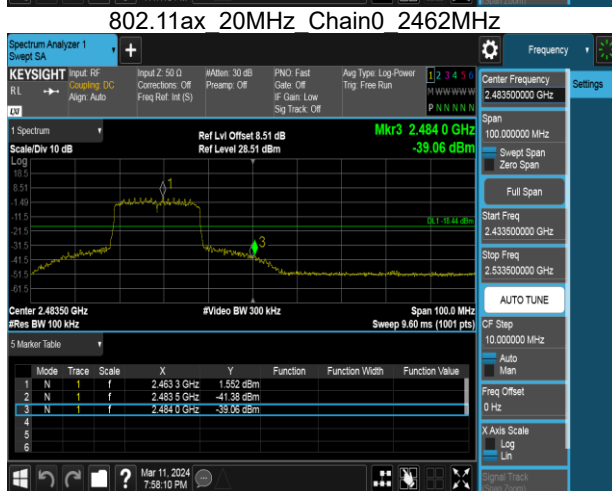 802.11ax_20MHz_Chain0_2462MHz
Spectrum Analyzer 1
Swept SA
Frequency
KEYSIGHT Input: RF Input Z: 50 Ω #Atten: 30 dB PNO: Fast Avg Type: Log-Power 1 2 3 4 5 6
RL Coupling: DC Corrections: Off Preamp: Off Gate: Off Trig: Free Run M W W W W W
Align: Auto Freq Ref: Int (S) IF Gain: Low
Sig Track: Off P N N N N N
LXI
Center Frequency
2.483500000 GHz
Settings
Span
100.000000 MHz
Swept Span
Zero Span
Full Span
Start Freq
2.433500000 GHz
Stop Freq
2.533500000 GHz
AUTO TUNE
CF Step
10.000000 MHz
Auto
Man
Freq Offset
0 Hz
X Axis Scale
Log
Lin
Signal Track
(Span Zoom)
1 Spectrum
Scale/Div 10 dB
Ref Lvl Offset 8.51 dB
Ref Level 28.51 dBm
Mkr3 2.484 0 GHz
-39.06 dBm
Log
18.5
8.51
-1.49
-11.5
-21.5
-31.5
-41.5
-51.5
-61.5
1
3
DL1 -18.44 dBm
Center 2.48350 GHz #Video BW 300 kHz Span 100.0 MHz
#Res BW 100 kHz Sweep 9.60 ms (1001 pts)
5 Marker Table
Mode Trace Scale X Y Function Function Width Function Value
1 N 1 f 2.463 3 GHz 1.552 dBm
2 N 1 f 2.483 5 GHz -41.38 dBm
3 N 1 f 2.484 0 GHz -39.06 dBm
4
5
6
Mar 11, 2024
7:58:10 PM